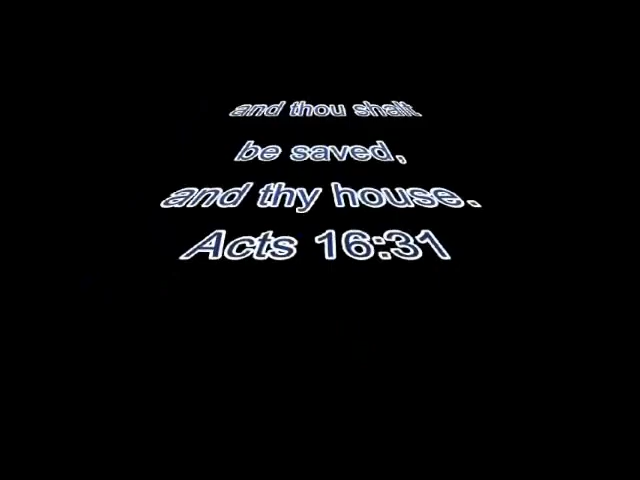 and thou shalt
be saved,
and thy house.
Acts 16:31